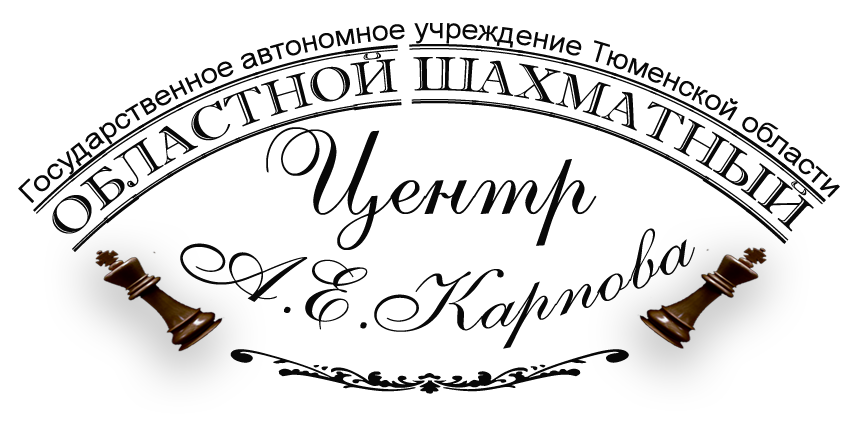 Государственное автономное учреждение Тюменской области
ОБЛАСТНОЙ ШАХМАТНЫЙ
Центр
А.Е.Карпова